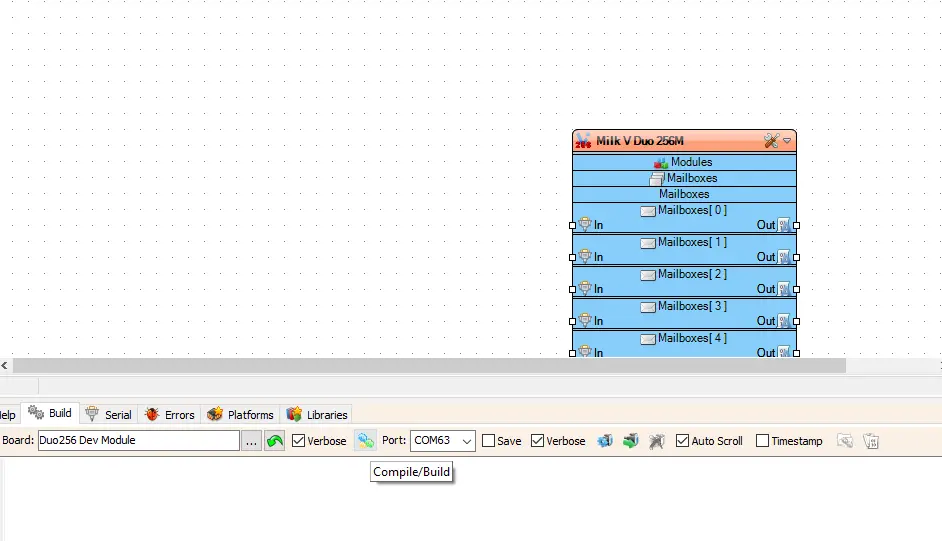 Milk V Duo 256M
Modules
Mailboxes
Mailboxes
Mailboxes[ 0 ]
In Out
Mailboxes[ 1 ]
In Out
Mailboxes[ 2 ]
In Out
Mailboxes[ 3 ]
In Out
Mailboxes[ 4 ]
In Out
elp Build Serial Errors Platforms Libraries
Board: Duo256 Dev Module ... Verbose Port: COM63 Save Verbose Auto Scroll Timestamp
Compile/Build